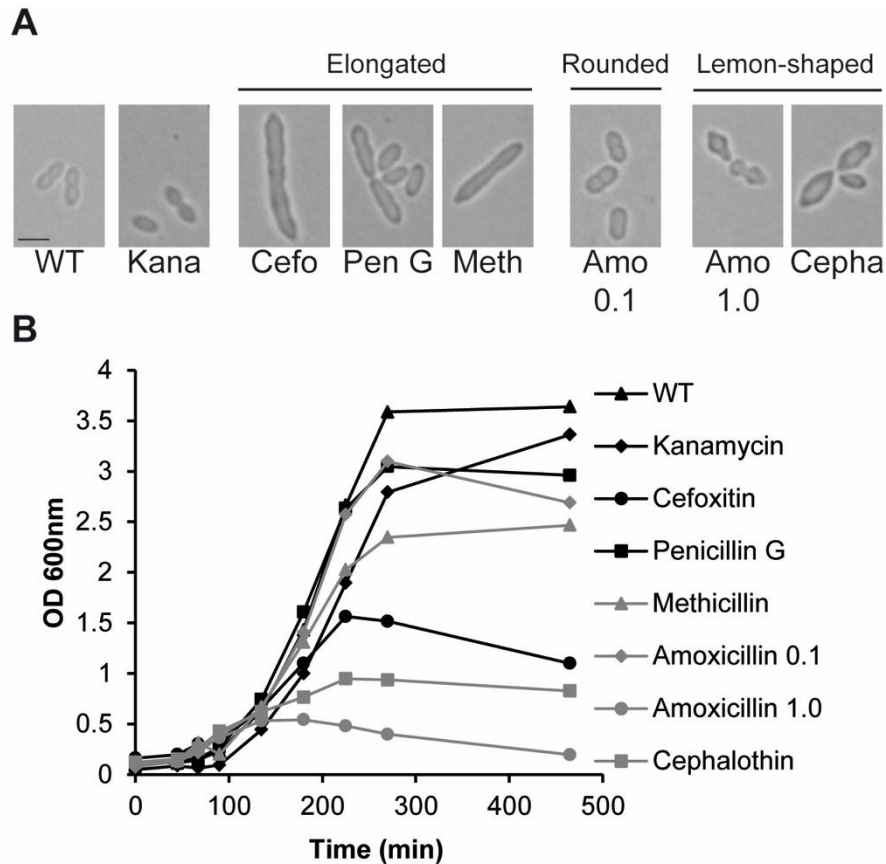 A
Elongated Rounded Lemon-shaped
WT Kana Cefo Pen G Meth Amo 0.1 Amo 1.0 Cepha
B
4
3.5
3
2.5
2
1.5
1
0.5
0
OD 600nm
0 100 200 300 400 500
Time (min)
WT
Kanamycin
Cefoxitin
Penicillin G
Methicillin
Amoxicillin 0.1
Amoxicillin 1.0
Cephalothin